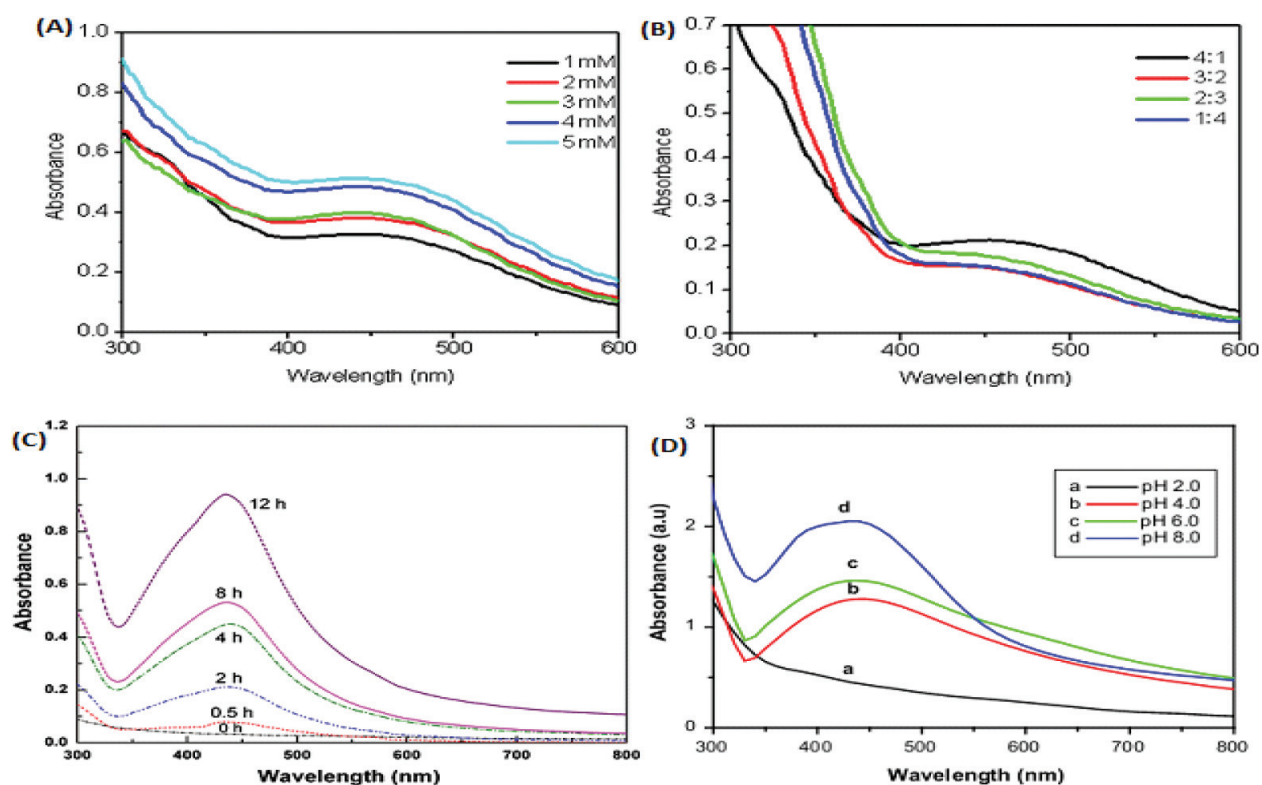 (A)
1.0
0.8
0.6
0.4
0.2
0.0
Absorbance
1 mM
2 mM
3 mM
4 mM
5 mM
300
400
500
600
Wavelength (nm)
(B)
0.7
0.6
0.5
0.4
0.3
0.2
0.1
0.0
Absorbance
4:1
3:2
2:3
1:4
300
400
500
600
Wavelength (nm)
(C)
1.2
1.0
0.8
0.6
0.4
0.2
0.0
Absorbance
12 h
8 h
4 h
2 h
0.5 h
0 h
300
400
500
600
700
800
Wavelength (nm)
(D)
3
2
1
0
Absorbance (a.u)
d
c
b
a
a pH 2.0
b pH 4.0
c pH 6.0
d pH 8.0
300
400
500
600
700
800
Wavelength (nm)